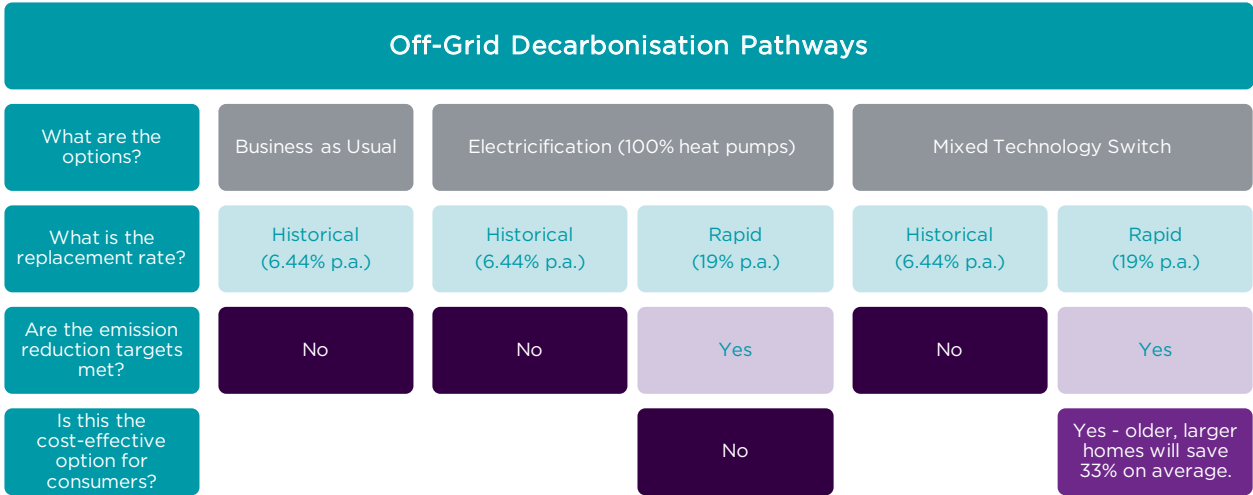 Off-Grid Decarbonisation Pathways
What are the
options?
Business as Usual
Electricification (100% heat pumps)
Mixed Technology Switch
What is the
replacement rate?
Historical
(6.44% p.a.)
Historical
(6.44% p.a.)
Rapid
(19% p.a.)
Historical
(6.44% p.a.)
Rapid
(19% p.a.)
Are the emission
reduction targets
met?
No
No
Yes
No
Yes
Is this the
cost-effective
option for
consumers?
No
Yes - older, larger
homes will save
33% on average.